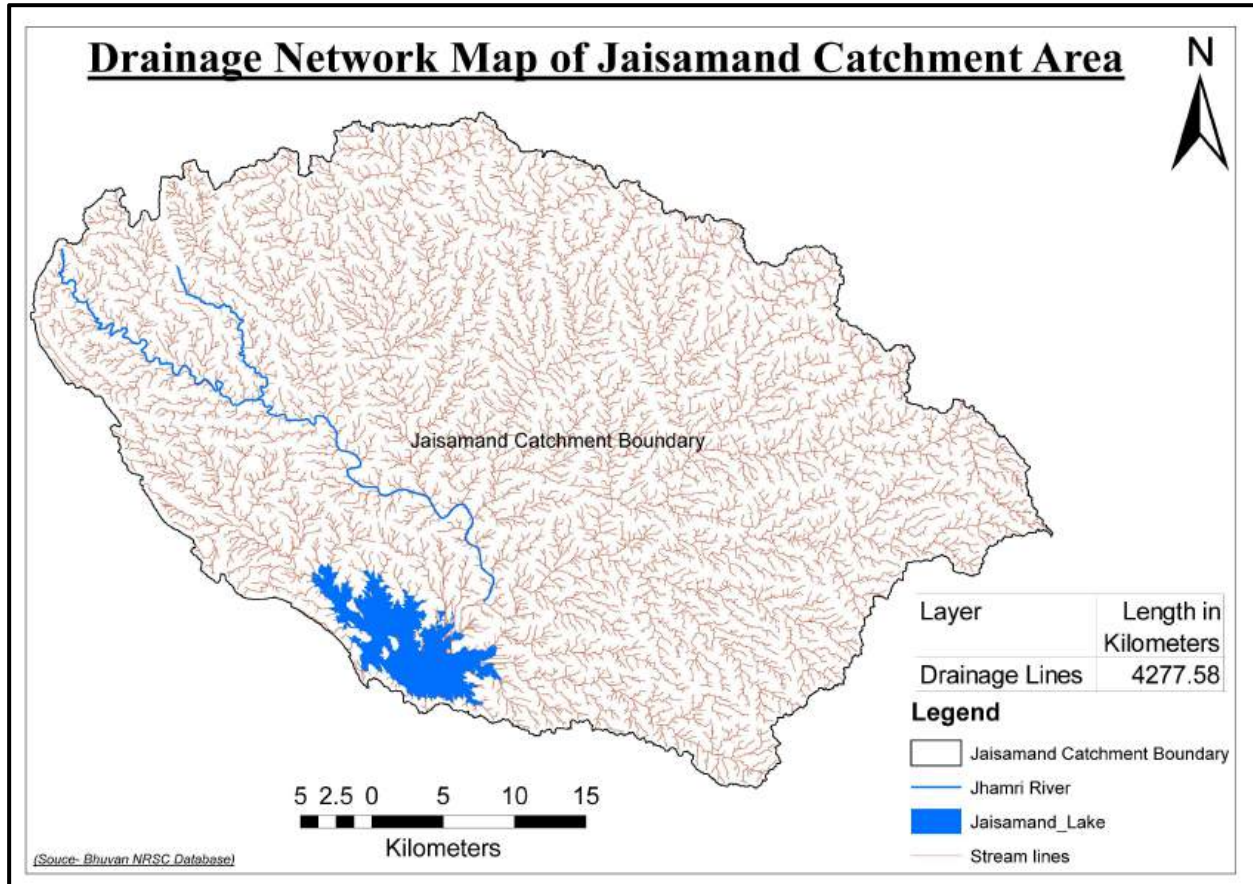 Drainage Network Map of Jaisamand Catchment Area
N
Jaisamand Catchment Boundary
Layer Length in
Kilometers
Drainage Lines 4277.58
Legend
Jaisamand Catchment Boundary
Jhamri River
Jaisamand_Lake
Stream lines
5 2.5 0 5 10 15
Kilometers
(Souce- Bhuvan NRSC Database)